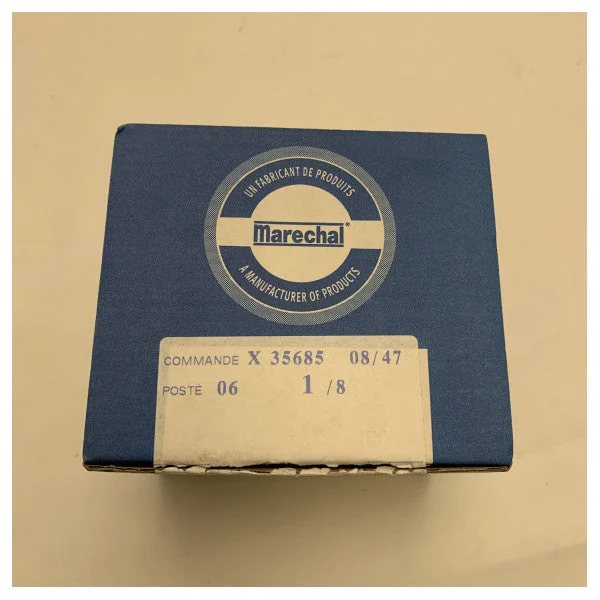 UN FABRICANT DE PRODUITS
Marechal®
A MANUFACTURER OF PRODUCTS
COMMANDE X 35685 08/47
POSTE 06 1 /8